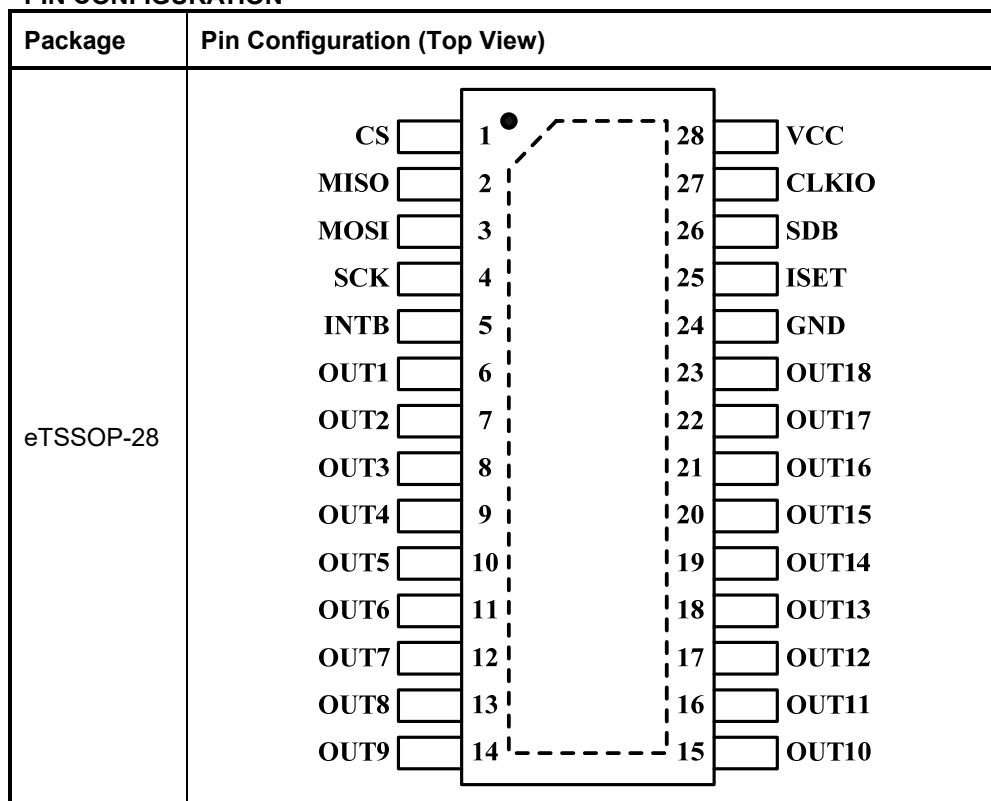 Package Pin Configuration (Top View)
eTSSOP-28
CS 1 28 VCC
MISO 2 27 CLKIO
MOSI 3 26 SDB
SCK 4 25 ISET
INTB 5 24 GND
OUT1 6 23 OUT18
OUT2 7 22 OUT17
OUT3 8 21 OUT16
OUT4 9 20 OUT15
OUT5 10 19 OUT14
OUT6 11 18 OUT13
OUT7 12 17 OUT12
OUT8 13 16 OUT11
OUT9 14 15 OUT10